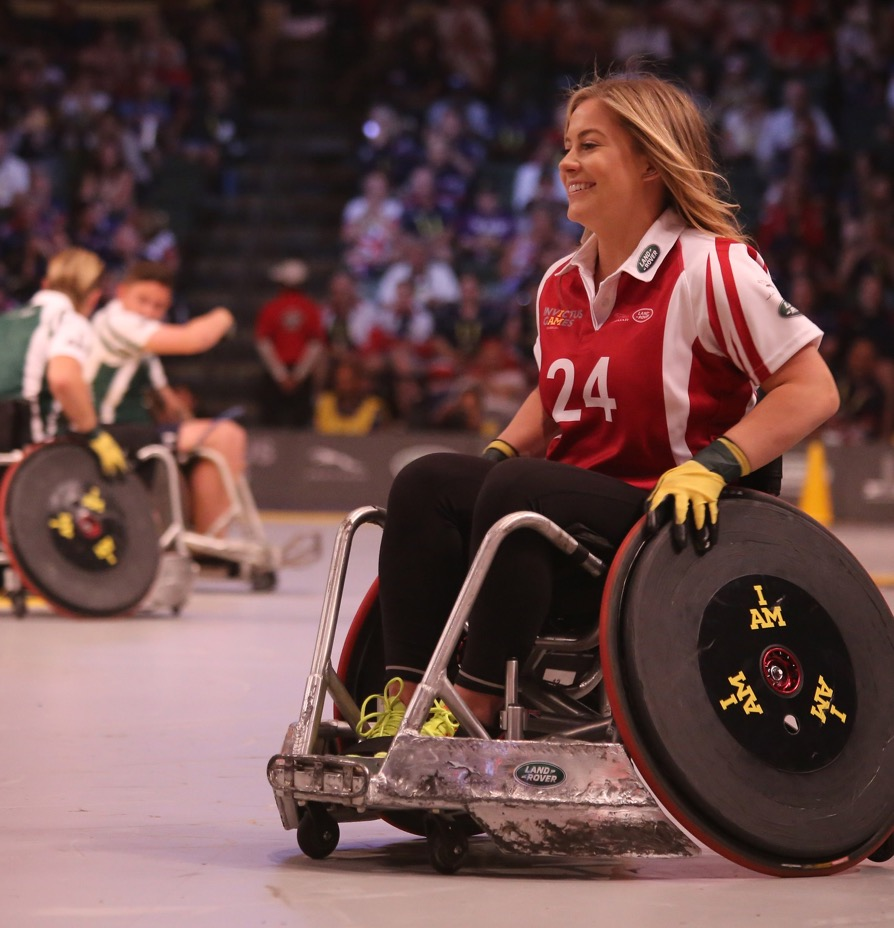 LAND
ROVER
INVICTUS
GAMES
24
I
AM
I
AM
I
AM
LAND
ROVER